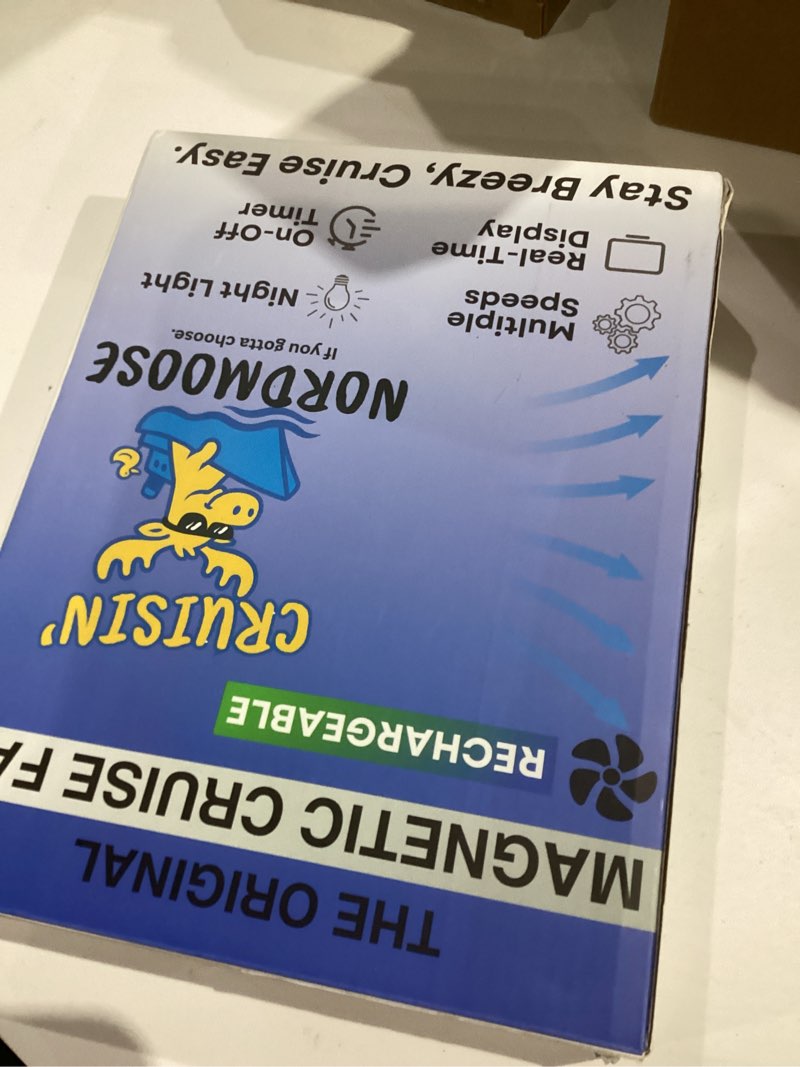 THE ORIGINAL
MAGNETIC CRUISE FA
RECHARGEABLE
CRUISIN'
NORDMOOSE
If you gotta choose.
Multiple
Speeds
Night Light
Real-Time
Display
On-Off
Timer
Stay Breezy, Cruise Easy.